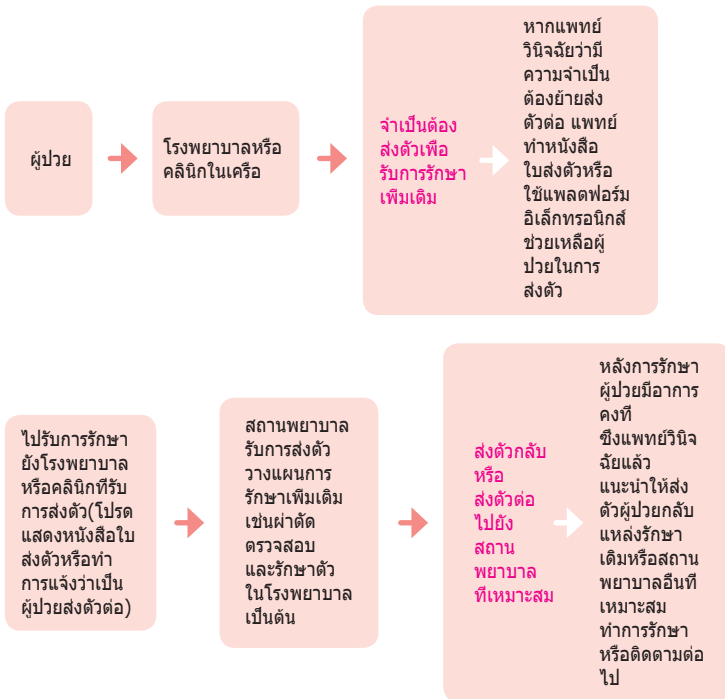 ผู้ป่วย
โรงพยาบาลหรือ
คลินิกในเครือ
จำเป็นต้อง
ส่งตัวเพื่อ
รับการรักษา
เพิ่มเติม
หากแพทย์
วินิจฉัยว่ามี
ความจำเป็น
ต้องย้ายส่ง
ตัวต่อ แพทย์
ทำหนังสือ
ใบส่งตัวหรือ
ใช้แพลตฟอร์ม
อิเล็กทรอนิกส์
ช่วยเหลือผู้
ป่วยในการ
ส่งตัว
ไปรับการรักษา
ยังโรงพยาบาล
หรือคลินิกที่รับ
การส่งตัว(โปรด
แสดงหนังสือใบ
ส่งตัวหรือทำ
การแจ้งว่าเป็น
ผู้ป่วยส่งตัวต่อ)
สถานพยาบาล
รับการส่งตัว
วางแผนการ
รักษาเพิ่มเติม
เช่นผ่าตัด
ตรวจสอบ
และรักษาตัว
ในโรงพยาบาล
เป็นต้น
ส่งตัวกลับ
หรือ
ส่งตัวต่อ
ไปยัง
สถาน
พยาบาล
ที่เหมาะสม
หลังการรักษา
ผู้ป่วยมีอาการ
คงที่
ซึ่งแพทย์วินิจ
ฉัยแล้ว
แนะนำให้ส่ง
ตัวผู้ป่วยกลับ
แหล่งรักษา
เดิมหรือสถาน
พยาบาลอื่นที่
เหมาะสม
ทำการรักษา
หรือติดตามต่อ
ไป